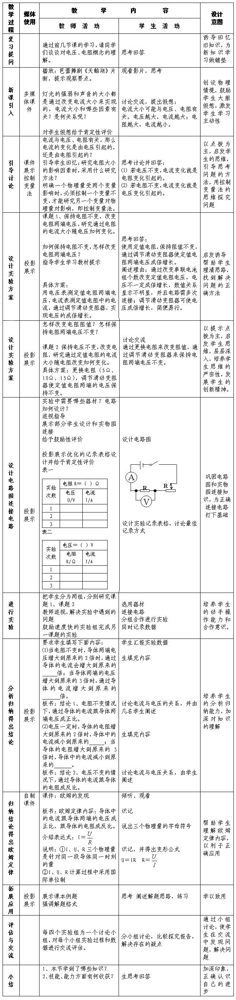 教学过程
媒体使用
教 学 内 容
设计意图
教 师 活 动
学 生 活 动
复习提问
通过前几节课的学习，请同学
们谈谈对电压、电阻概念的理
解。
思考回答
诱导回忆
旧知识，为
新知识学
习做铺垫
新课引入
多媒
体课
件
播放：芭蕾舞剧《天鹅湖》片
断，提示观察要点。
灯光的强弱和声音的大小都
是通过改变电流大小来实现
的，电流大小和哪些因素有
关？是何关系呢？
对学生假想给予肯定性评价
观看影片，思考
讨论交流，提出假想：
电流大小可能与电压、电阻有
关。电压越大，电流越大；电
阻越大，电流越小。
创设物理
情境，鼓励
学生大胆
假想，激发
学生学习
主动性
引导讨论
课件
展示
控制
变量
法
电流与电压、电阻有关，那么
电流的变化是由电压引起的，
还是由电阻引起的？
引导学生回忆：研究电阻大小
的影响因素时，采用什么研究
方法？
明确一个物理量受两个变量
影响时，必须控制一个变量不
变，才能研究另一个变量对物
理量对影响，即控制变量法。
思考讨论并回答：
⑴ 若电压不变，电流变化就是
电阻变化引起的。
⑵ 若电阻不变，电流变化就是
电压变化引起的。
以点拨为
主，启发学
生的思维，
引导思考
问题的方
法，用控制
变量法的
思维探究
问题
设计实验方案
投影
展示
课题1、保持电阻不变，改变
电阻两端电压，研究通过电阻
的电流大小随电压如何变化。
如何保持电阻不变，怎样改变
电阻两端电压？
指导学生学习教材提示
具体方案：
用电压表测定值电阻两端电
压，电流表测定值电阻中的电
流，通过调节滑动变阻器，实
现电压的成倍增长。
思考回答：
使用定值电阻，保持阻值不变，
通过调节滑动变阻器使定值电
阻两端电压成倍增长。
阐述理由：通过改变串联电池
组个数改变定值电阻电压，电
压不一定成倍增长，数值关系
显示不明显，并且电路需多次
连接；调节滑动变阻器可使电
压成倍增长，简便易行。
启发诱导
帮助学生
理清思路，
找到解决
问题的正
确方法
设计实验方案
投影
展示
怎样改变电阻阻值？怎样保
持电阻两端电压不变？
课题2 保持电压不变，改变电
阻，研究通过定值电阻的电流
大小随电阻改变如何变化。
具体方案：更换电阻（5Ω、
10Ω、15Ω），调节滑动变阻
器使定值电阻两端的电压保
持不变。
讨论交流
通过更换电阻来改变阻值，通
过调节滑动变阻器来保持电
阻两端电压不变。
以提示点
拨为主，启
发学生思
维，层层深
入，培养学
生思维的
严密性，发
展学生的
创新精神。
设计电路图连接电路
投影
展示
实验中需要哪些器材？电路
如何设计？
巡视指导
展示部分学生设计和实物图
连接
给予鼓励性评价
投影展示优化的记录表格设
计并给予肯定性评价
表一
实验次数
电阻R＝（ ）Ω
电压 U/V
电流 I/A
1
2
3
表二
实验次数
电压＝（ ）V
电阻 R/Ω
电流 I/A
1
2
3
设计电路图
A
R
R
V
设计实验记录表格，讨论最佳
记录方式
巩固电路
图和实物
图连接知
识，为正确
连接电路
打下基础
进行实验
把学生分为两组，分别研究课
题1、课题2
教师巡视，解决实验中遇到的
问题
鼓励速度快的实验组完成另
一课题的实验
选用器材
连接电路
分组合作进行实验
同时记录数据
培养学生
的动手操
作能力和
合作意识。
分析归纳得出结论
投影
展示
要求学生填写下面内容：
⑴当电阻不变时，导体两端电
压增大到原来的2倍时，通过
导体的电流会增大到原来的
_____倍；当导体两端的电压
增大到原来的3倍时，通过导
体的电流增大到原来的
_____倍。
板书：结论1、电阻不变情况
下，通过导体的电流跟导体两
端电压成正比。
⑵电压一定时，导体的电阻增
大到原来的2倍时，导体中的
电流减小到原来的_____；当
导体的电阻增大到原来的 3
倍时，导体中的电流减小到原
来的______。
板书：结论2、电压不变的情
况下，通过导体的电流跟导体
的电阻成反比。
学生汇报实验数据
生填充内容
讨论电流与电压的关系，并由
几名学生阐述
生填充内容
讨论电流与电压关系，由学生
阐述
培养学生
的分析归
纳能力，加
深对知识
的理解
归纳结论得出欧姆定律
自制
课件
课件：欧姆的发现
板书：欧姆定律内容：导体中
的电流跟导体两端的电压成
正比，跟导体的电阻成反比。
介绍表达式：I＝U/R
说明：①I、U、R三个物理量
是针对同一段导体同一时刻
的量
②I、U、R计算过程中采用国
际单位制
倾听、观看
识记
说出三个物理量的字母符号
识记，并得出变形公式
U＝IR R＝U/I
帮助学生
理解欧姆
定律内容，
以利于正
确应用
拓展应用
投影
展示
展示课本例题
强调解题格式
思考 阐述解题思路，练习
学以致用
评估与交流
每四个实验组为一个讨论小
组，对每个小组实验过程和数
据进行交流评估。
分小组讨论，比较探究报告，
解决存在的疑点
通过小组
讨论，使学
生在交流
中发现问
题，解决问
题
小结
1、本节学到了哪些知识？
2、技能、能力方面有何收获？
生思考回答
加深印象，
正确认识
自己的进
步